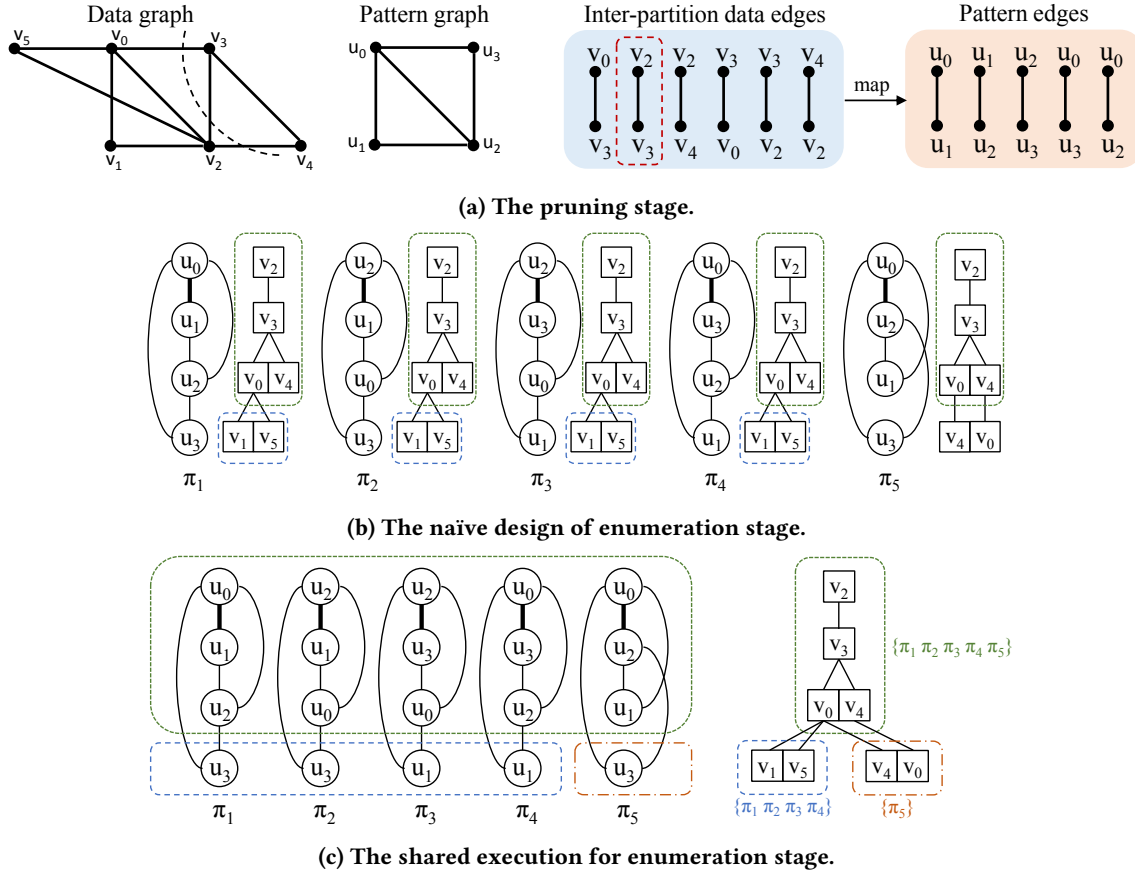 Data graph Pattern graph Inter-partition data edges Pattern edges
v5 v0 v3 u0 u3 v0 v2 v2 v3 v3 v4 map u0 u1 u2 u0 u0
v1 v2 v4 u1 u2 v3 v3 v4 v0 v2 v2 u1 u2 u3 u3 u2
(a) The pruning stage.
u0 v2 u2 v2 u2 v2 u0 v2 u0 v2
u1 v3 u1 v3 u3 v3 u3 v3 u2 v3
u2 v0 v4 u0 v0 v4 u0 v0 v4 u2 v0 v4 u1 v0 v4
u3 v1 v5 u3 v1 v5 u1 v1 v5 u1 v1 v5 u3 v4 v0
π1 π2 π3 π4 π5
(b) The naïve design of enumeration stage.
u0 u2 u2 u0 u0 v2
u1 u1 u3 u3 u2 v3 {π1 π2 π3 π4 π5}
u2 u0 u0 u2 u1 v0 v4
u3 u3 u1 u1 u3 v1 v5 v4 v0
π1 π2 π3 π4 π5 {π1 π2 π3 π4} {π5}
(c) The shared execution for enumeration stage.